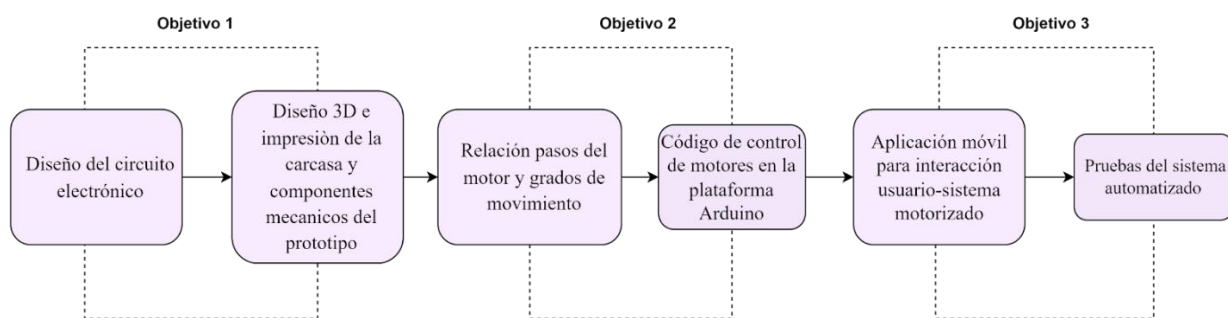 Objetivo 1
Objetivo 2
Objetivo 3
Diseño del circuito
electrónico
Diseño 3D e
impresiòn de la
carcasa y
componentes
mecanicos del
prototipo
Relación pasos del
motor y grados de
movimiento
Código de control
de motores en la
plataforma
Arduino
Aplicación móvil
para interacción
usuario-sistema
motorizado
Pruebas del sistema
automatizado